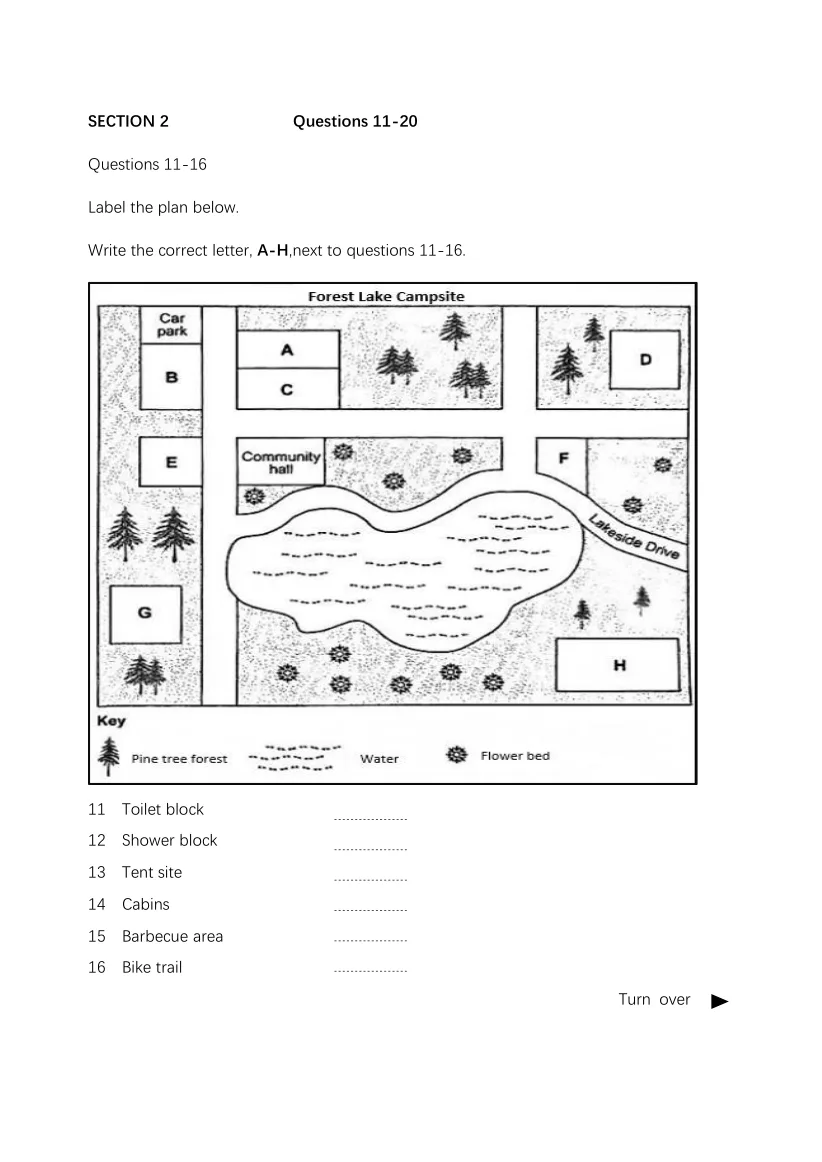 SECTION 2 Questions 11-20
Questions 11-16
Label the plan below.
Write the correct letter, A-H,next to questions 11-16.
Forest Lake Campsite
Car
park
A
B
C
D
E
Community
hall
F
Lakeside Drive
G
H
Key
Pine tree forest
Water
Flower bed
11 Toilet block ..................
12 Shower block ..................
13 Tent site ..................
14 Cabins ..................
15 Barbecue area ..................
16 Bike trail ..................
Turn over ►